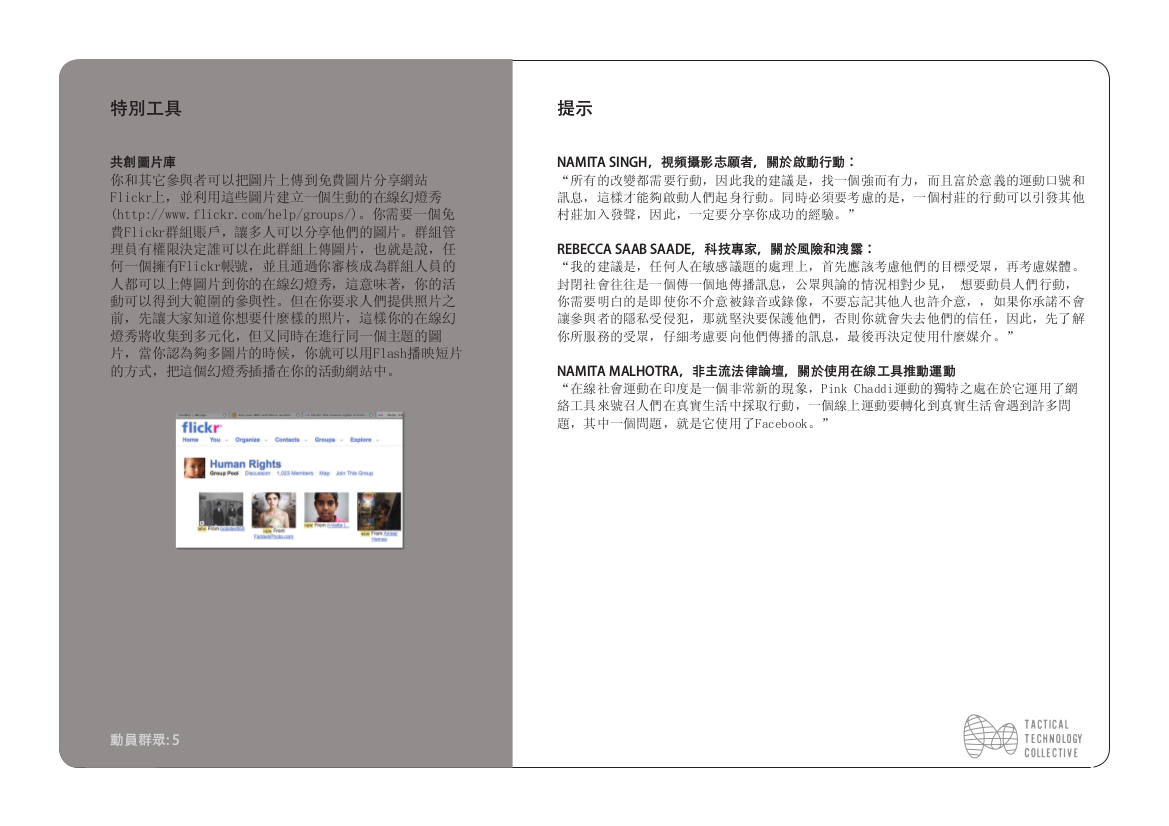 特別工具
共創圖片庫
你和其它參與者可以把圖片上傳到免費圖片分享網站
Flickr上，並利用這些圖片建立一個生動的在線幻燈秀
(http://www.flickr.com/help/groups/)。你需要一個免
費Flickr群組賬戶，讓多人可以分享他們的圖片。群組管
理員有權限決定誰可以在此群組上傳圖片，也就是說，任
何一個擁有Flickr帳號，並且通過你審核成為群組人員的
人都可以上傳圖片到你的在線幻燈秀，這意味著，你的活
動可以得到大範圍的參與性。但在你要求人們提供照片之
前，先讓大家知道你想要什麼樣的照片，這樣你的在線幻
燈秀將收集到多元化，但又同時在進行同一個主題的圖
片，當你認為夠多圖片的時候，你就可以用Flash播映短片
的方式，把這個幻燈秀插播在你的活動網站中。
flickr
Home You Organize Contacts Groups Explore
Human Rights
Group Pool Discussion 1,023 Members Map Join This Group
NEW From
NEW From
NEW From
NEW From
FantasiPhoto.com
動員群眾: 5
提示
NAMITA SINGH，視頻攝影志願者，關於啟動行動：
“所有的改變都需要行動，因此我的建議是，找一個強而有力，而且富於意義的運動口號和
訊息，這樣才能夠啟動人們起身行動。同時必須要考慮的是，一個村莊的行動可以引發其他
村莊加入發聲，因此，一定要分享你成功的經驗。”
REBECCA SAAB SAADE，科技專家，關於風險和洩露：
“我的建議是，任何人在敏感議題的處理上，首先應該考慮他們的目標受眾，再考慮媒體。
封閉社會往往是一個傳一個地傳播訊息，公眾與論的情況相對少見， 想要動員人們行動，
你需要明白的是即使你不介意被錄音或錄像，不要忘記其他人也許介意，，如果你承諾不會
讓參與者的隱私受侵犯，那就堅決要保護他們，否則你就會失去他們的信任，因此，先了解
你所服務的受眾，仔細考慮要向他們傳播的訊息，最後再決定使用什麼媒介。”
NAMITA MALHOTRA，非主流法律論壇，關於使用在線工具推動運動
“在線社會運動在印度是一個非常新的現象，Pink Chaddi運動的獨特之處在於它運用了網
絡工具來號召人們在真實生活中採取行動，一個線上運動要轉化到真實生活會遇到許多問
題，其中一個問題，就是它使用了Facebook。”
TACTICAL
TECHNOLOGY
COLLECTIVE